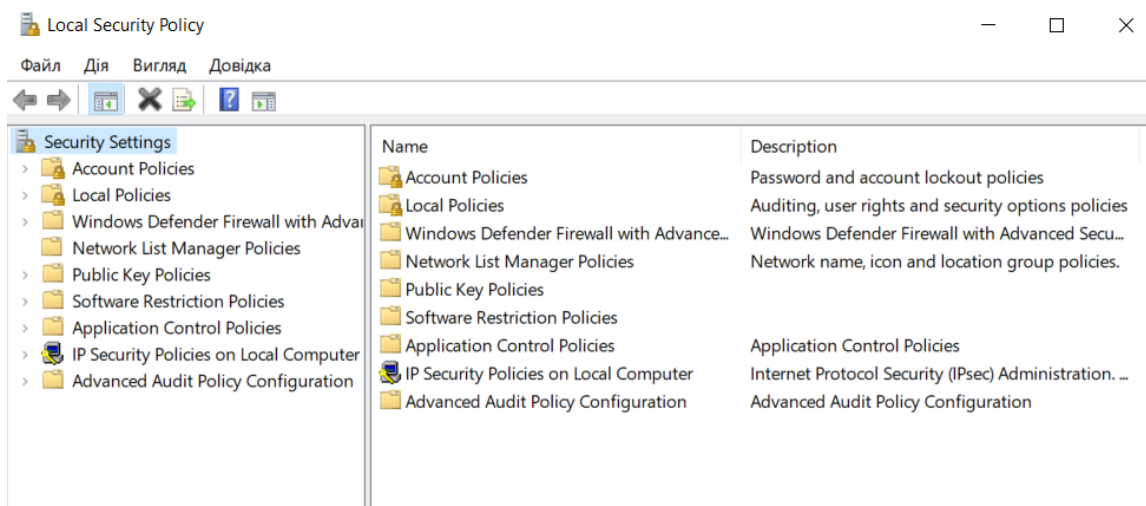 Local Security Policy
Файл Дія Вигляд Довідка
Security Settings
Account Policies
Local Policies
Windows Defender Firewall with Advai
Network List Manager Policies
Public Key Policies
Software Restriction Policies
Application Control Policies
IP Security Policies on Local Computer
Advanced Audit Policy Configuration
Name Description
Account Policies Password and account lockout policies
Local Policies Auditing, user rights and security options policies
Windows Defender Firewall with Advance... Windows Defender Firewall with Advanced Secu...
Network List Manager Policies Network name, icon and location group policies.
Public Key Policies
Software Restriction Policies
Application Control Policies Application Control Policies
IP Security Policies on Local Computer Internet Protocol Security (IPsec) Administration. ...
Advanced Audit Policy Configuration Advanced Audit Policy Configuration